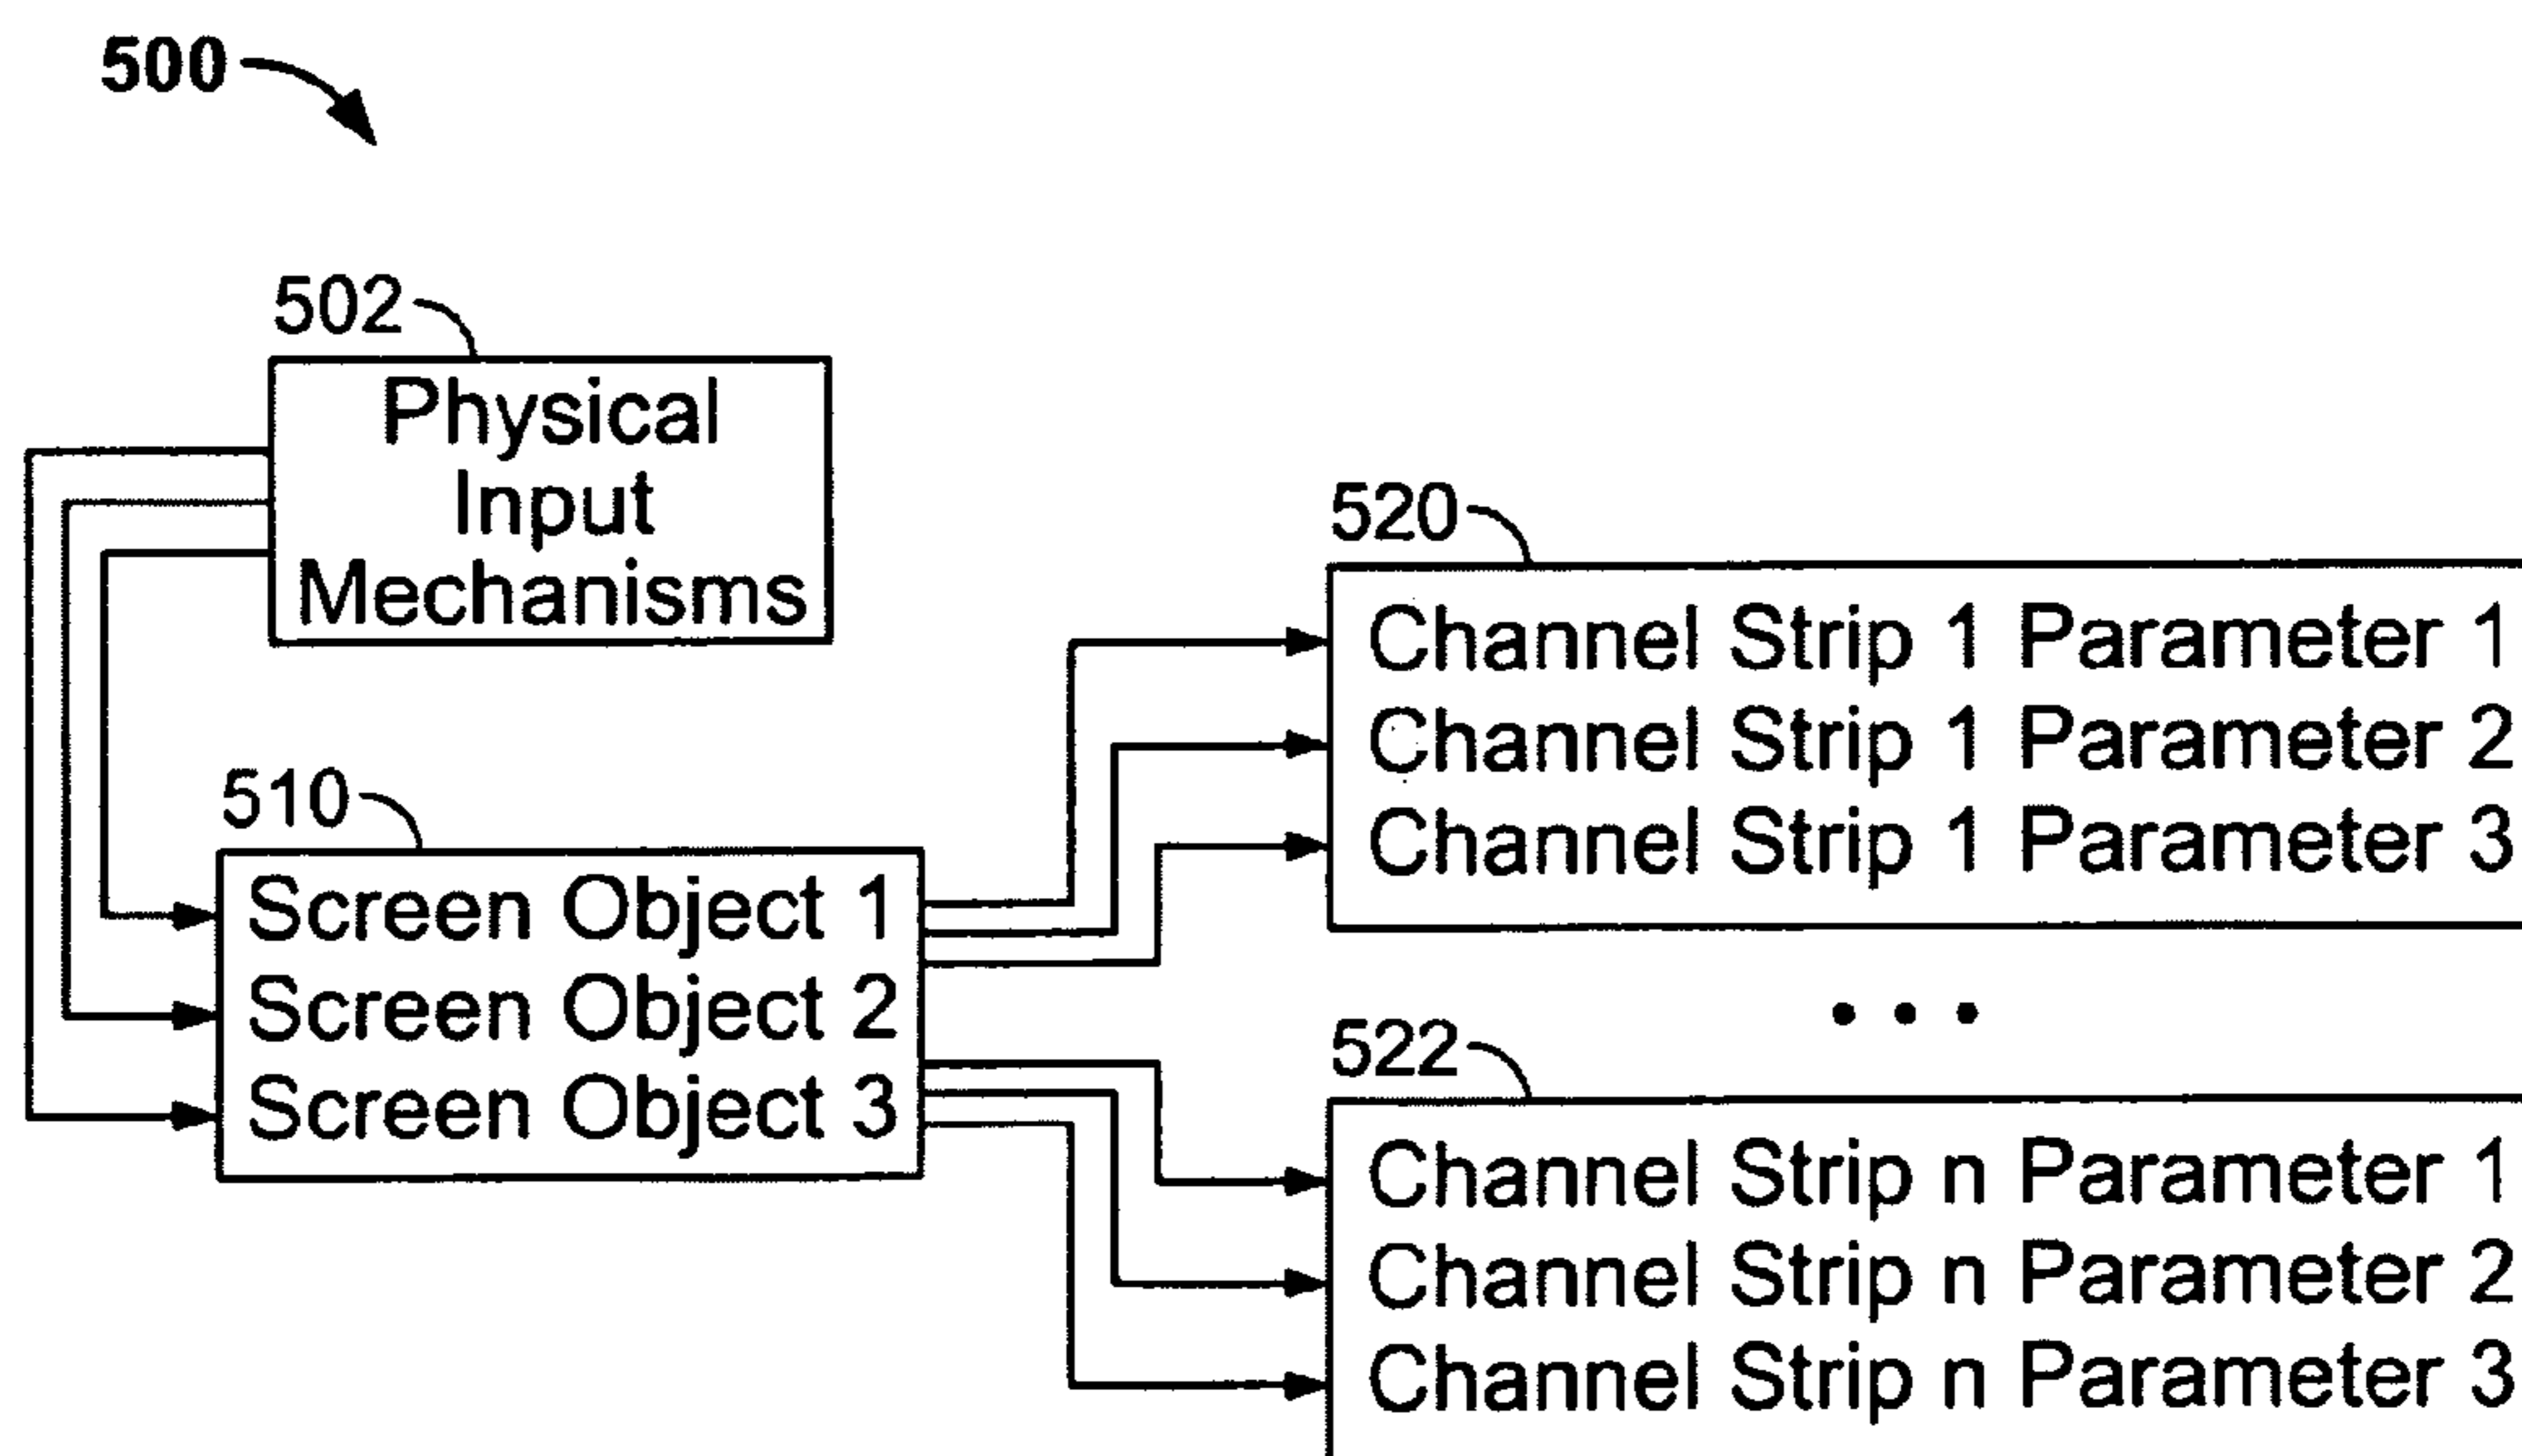 500
502
Physical
Input
Mechanisms
520
Channel Strip 1 Parameter 1
Channel Strip 1 Parameter 2
Channel Strip 1 Parameter 3
510
Screen Object 1
Screen Object 2
Screen Object 3
• • •
522
Channel Strip n Parameter 1
Channel Strip n Parameter 2
Channel Strip n Parameter 3